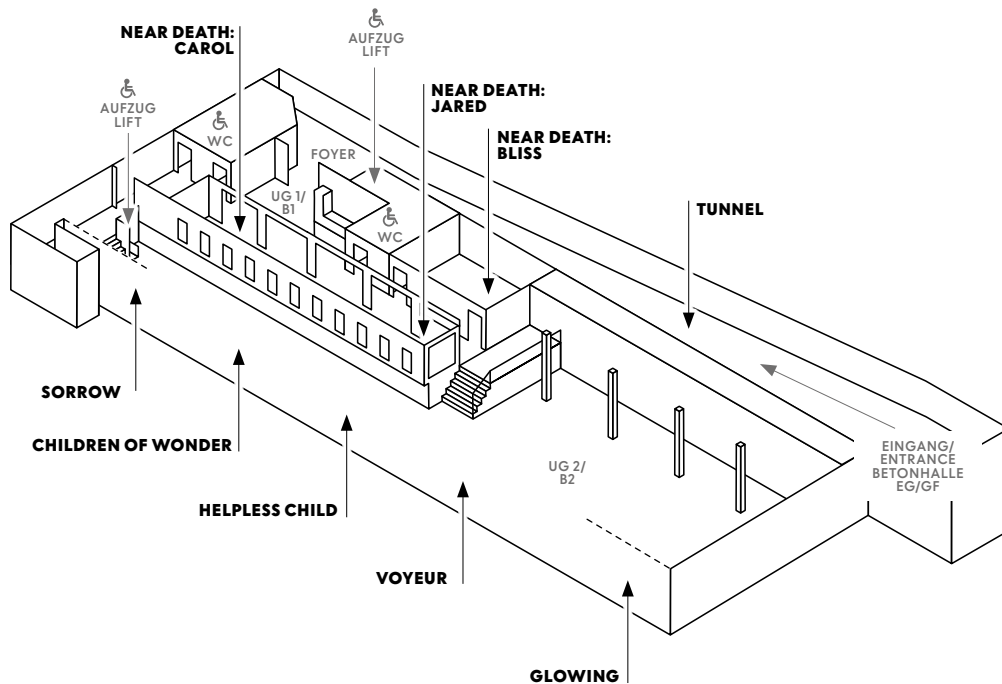 AUFZUG
LIFT
NEAR DEATH:
CAROL
AUFZUG
LIFT
NEAR DEATH:
JARED
WC
NEAR DEATH:
BLISS
FOYER
UG 1/
B1
WC
TUNNEL
SORROW
CHILDREN OF WONDER
EINGANG/
ENTRANCE
BETONHALLE
EG/GF
UG 2/
B2
HELPLESS CHILD
VOYEUR
GLOWING